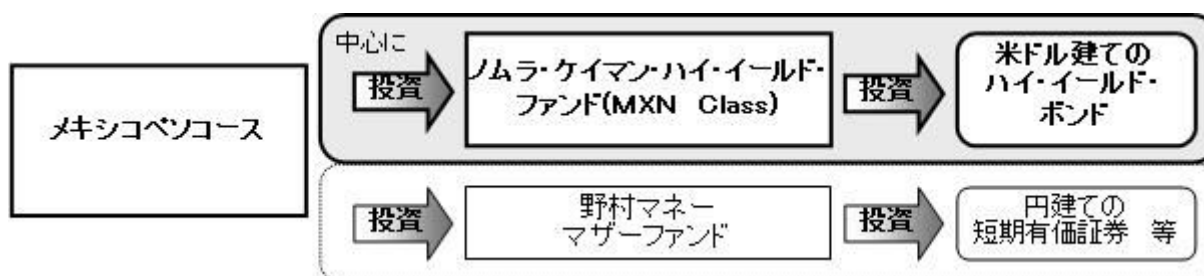 メキシコペソコース
中心に
投資
ノムラ・ケイマン・ハイ・イールド・
ファンド(MXN Class)
投資
米ドル建ての
ハイ・イールド・
ボンド
投資
野村マネー
マザーファンド
投資
円建ての
短期有価証券 等